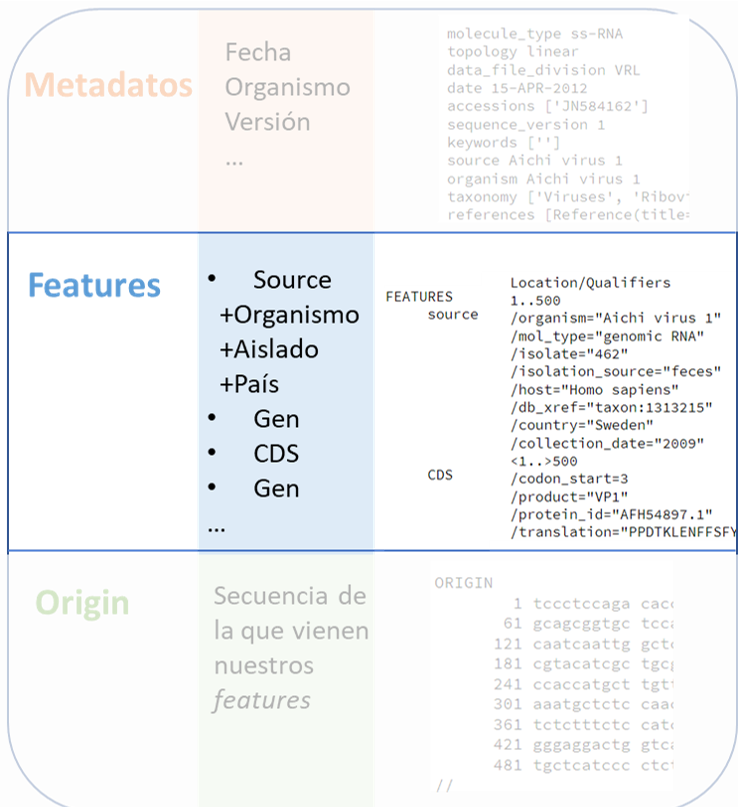 Metadatos
Fecha
Organismo
Versión
...
molecule_type ss-RNA
topology linear
data_file_division VRL
date 15-APR-2012
accessions ['JN584162']
sequence_version 1
keywords ['']
source Aichi virus 1
organism Aichi virus 1
taxonomy ['Viruses', 'Ribov
references [Reference(title=
Features
• Source
+Organismo
+Aislado
+País
• Gen
• CDS
• Gen
...
Location/Qualifiers
FEATURES
1..500
source
/organism="Aichi virus 1"
/mol_type="genomic RNA"
/isolate="462"
/isolation_source="feces"
/host="Homo sapiens"
/db_xref="taxon:1313215"
/country="Sweden"
/collection_date="2009"
<1..>500
CDS
/codon_start=3
/product="VP1"
/protein_id="AFH54897.1"
/translation="PPDTKLENFFSFY
Origin
Secuencia de
la que vienen
nuestros
features
ORIGIN
1 tccctccaga cac
61 gcagcggtgc tcc
121 caatcaattg gct
181 cgtacatcgc tgc
241 ccaccatgct tgt
301 aaatgctctc caa
361 tctctttctc cat
421 gggaggactg gtc
481 tgctcatccc ctc
//